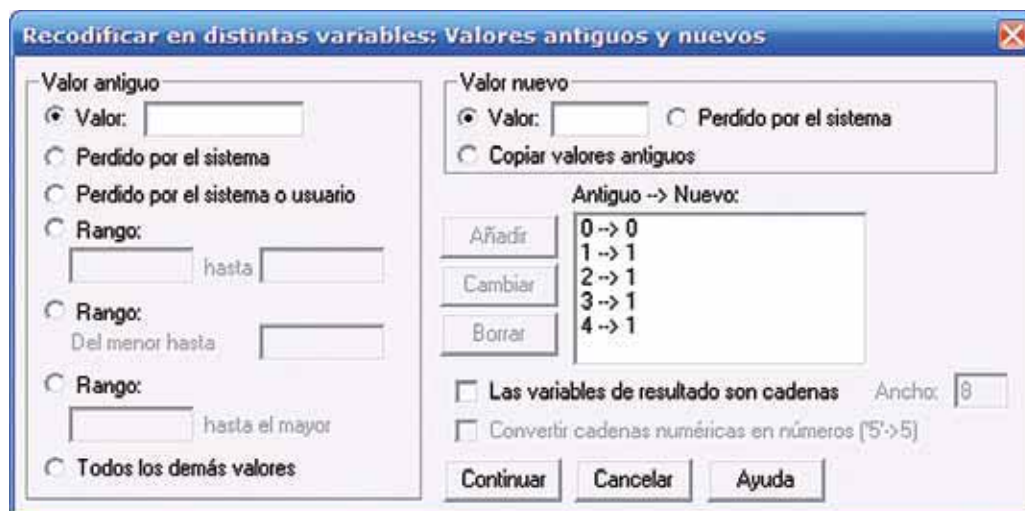 Recodificar en distintas variables: Valores antiguos y nuevos
Valor antiguo
Valor:
Perdido por el sistema
Perdido por el sistema o usuario
Rango:
hasta
Rango:
Del menor hasta
Rango:
hasta el mayor
Todos los demás valores
Valor nuevo
Valor:
Perdido por el sistema
Copiar valores antiguos
Antiguo --> Nuevo:
Añadir
Cambiar
Borrar
0 --> 0
1 --> 1
2 --> 1
3 --> 1
4 --> 1
Las variables de resultado son cadenas
Ancho: 8
Convertir cadenas numéricas en números ('5'->5)
Continuar
Cancelar
Ayuda